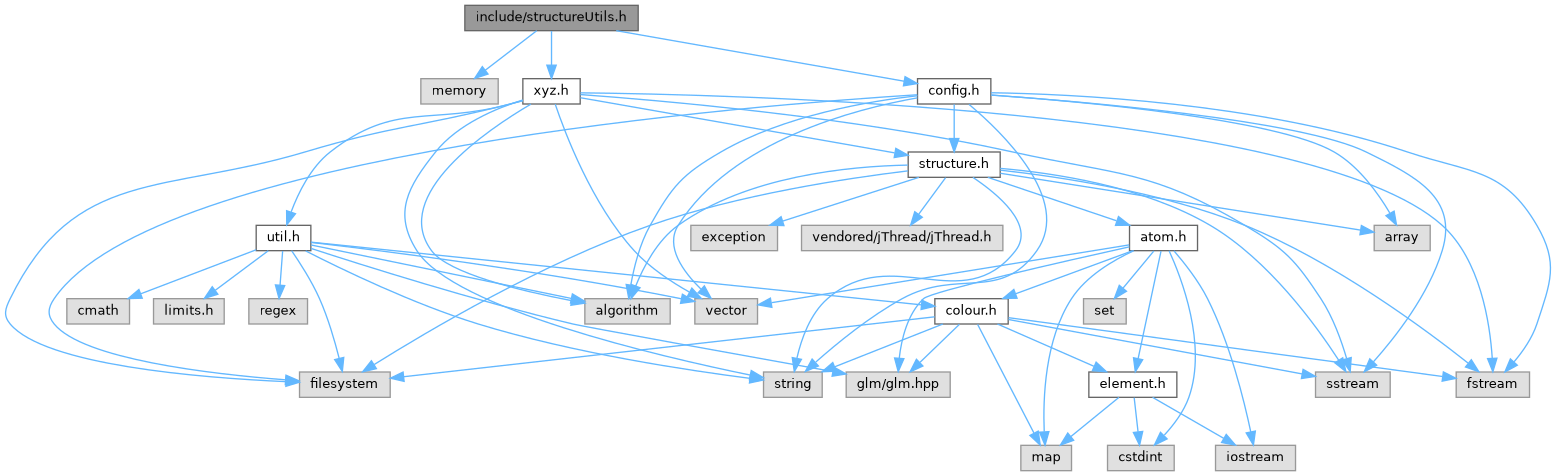 include/structureUtils.h
memory
xyz.h
config.h
structure.h
util.h
exception
vendored/jThread/jThread.h
atom.h
array
cmath
limits.h
regex
algorithm
vector
colour.h
set
filesystem
string
glm/glm.hpp
element.h
sstream
fstream
map
cstdint
iostream